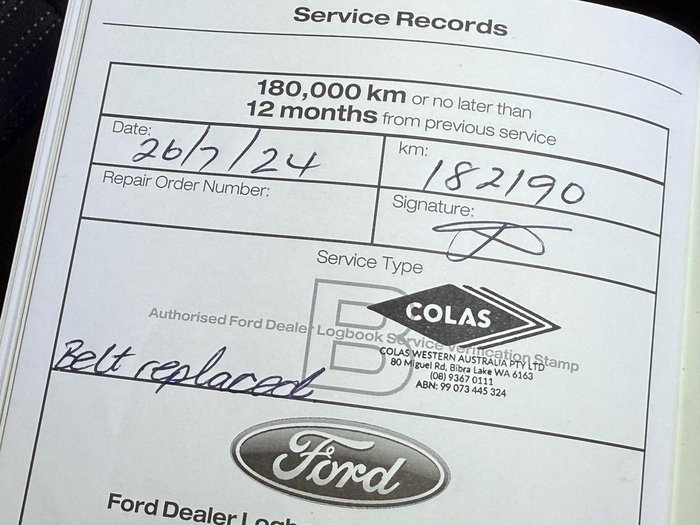 Service Records
180,000 km or no later than
12 months from previous service
Date: 26/7/24
km: 182190
Repair Order Number:
Signature:
Service Type
B
COLAS
Authorised Ford Dealer Logbook Service Verification Stamp
COLAS WESTERN AUSTRALIA PTY LTD
80 Miguel Rd, Bibra Lake WA 6163
(08) 9367 0111
ABN: 99 073 445 324
Belt replaced
Ford
Ford Dealer Logb